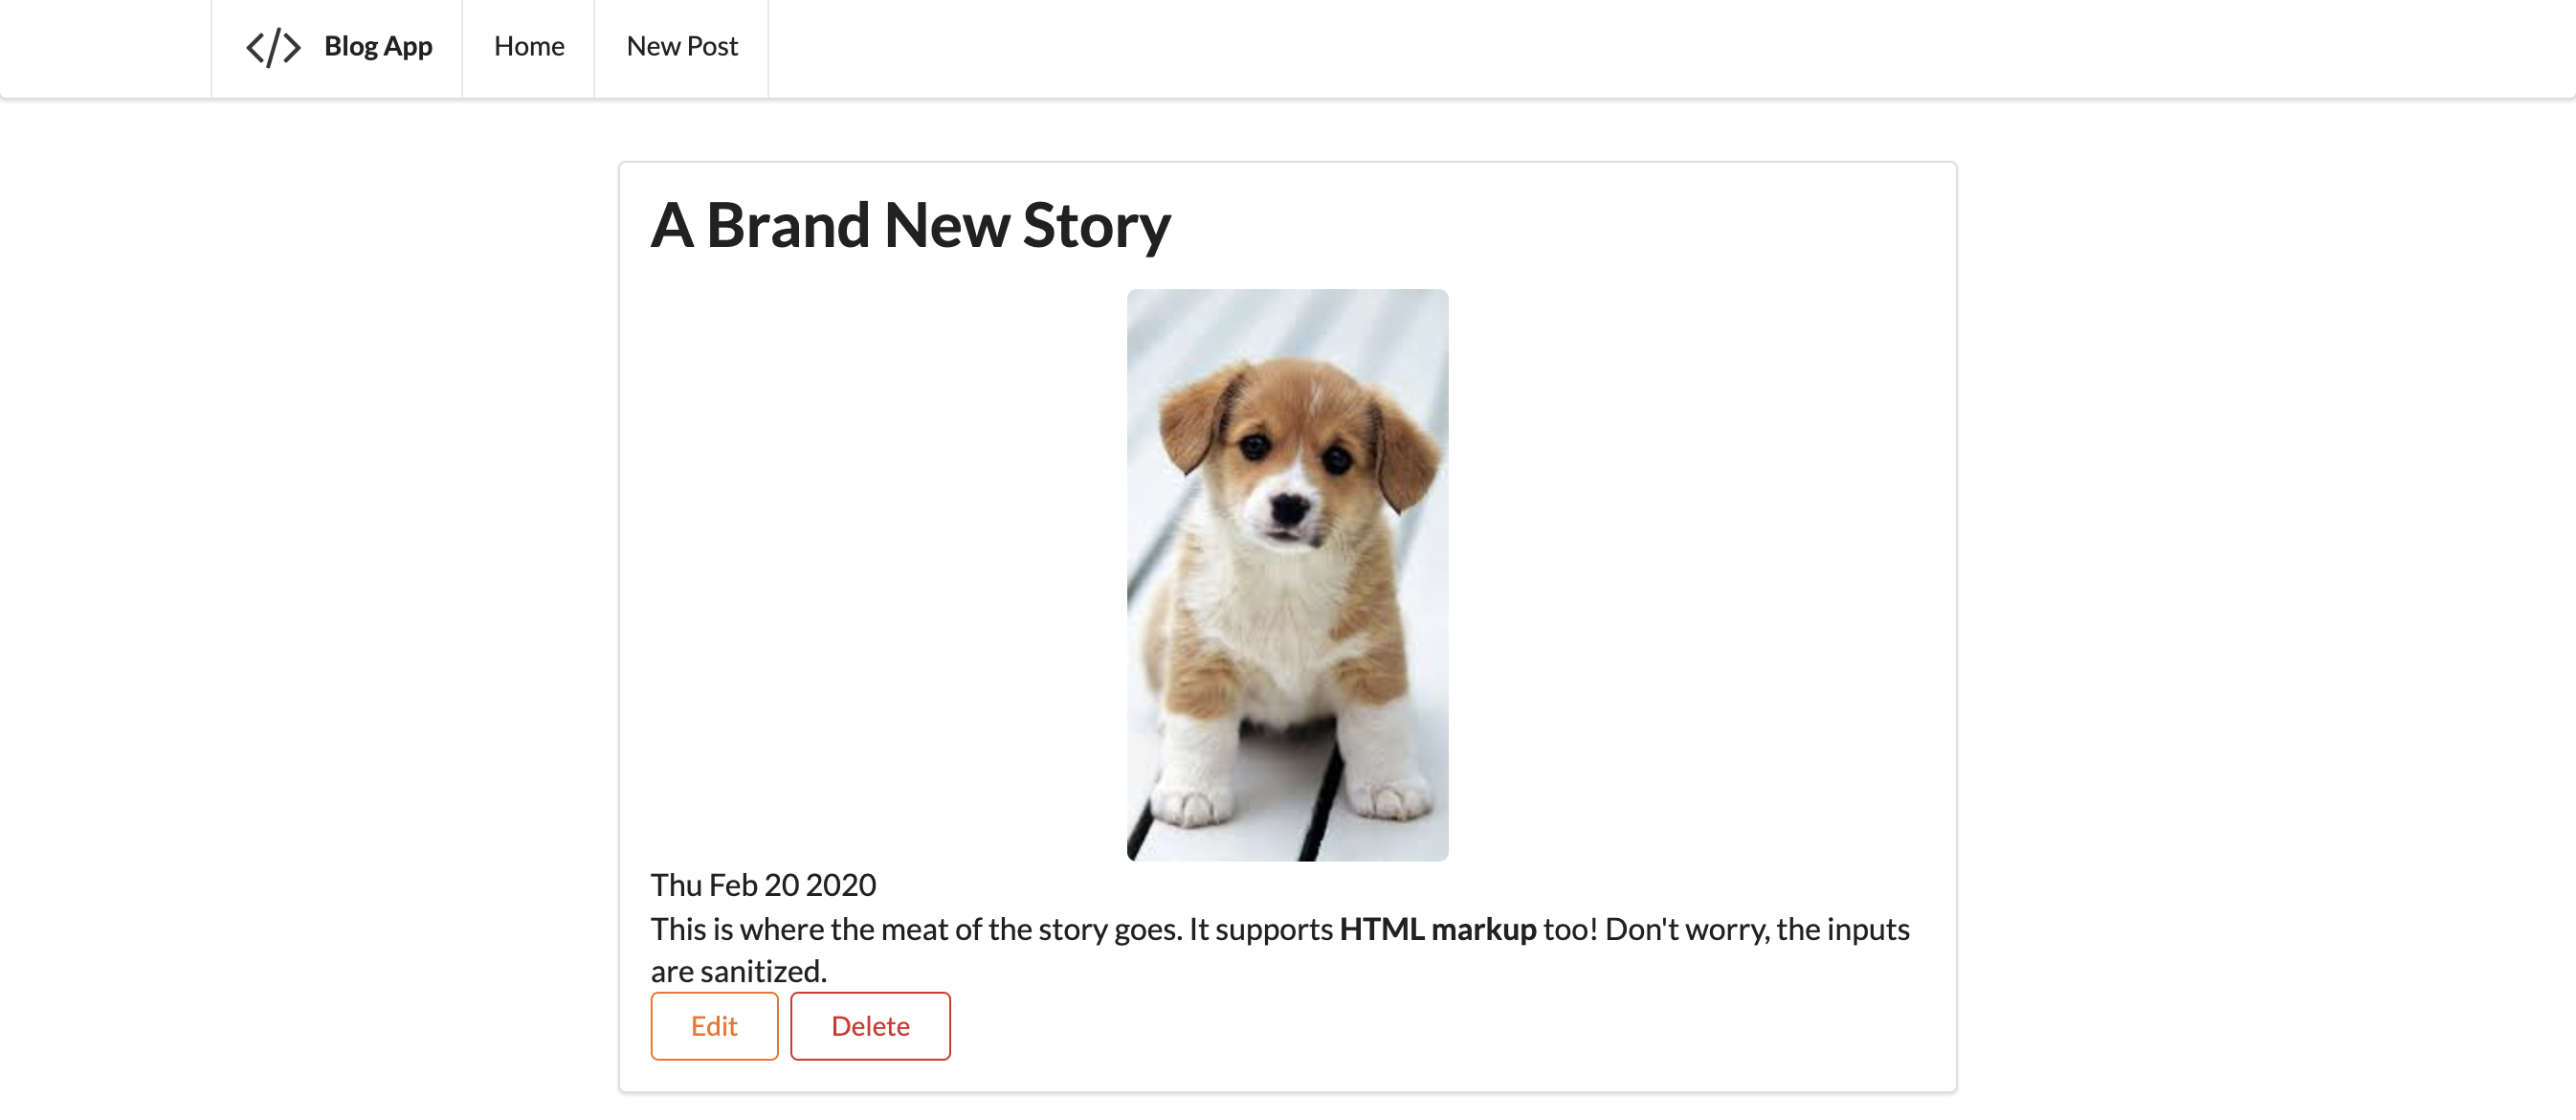 </> Blog App Home New Post
A Brand New Story
Thu Feb 20 2020
This is where the meat of the story goes. It supports HTML markup too! Don't worry, the inputs
are sanitized.
Edit Delete